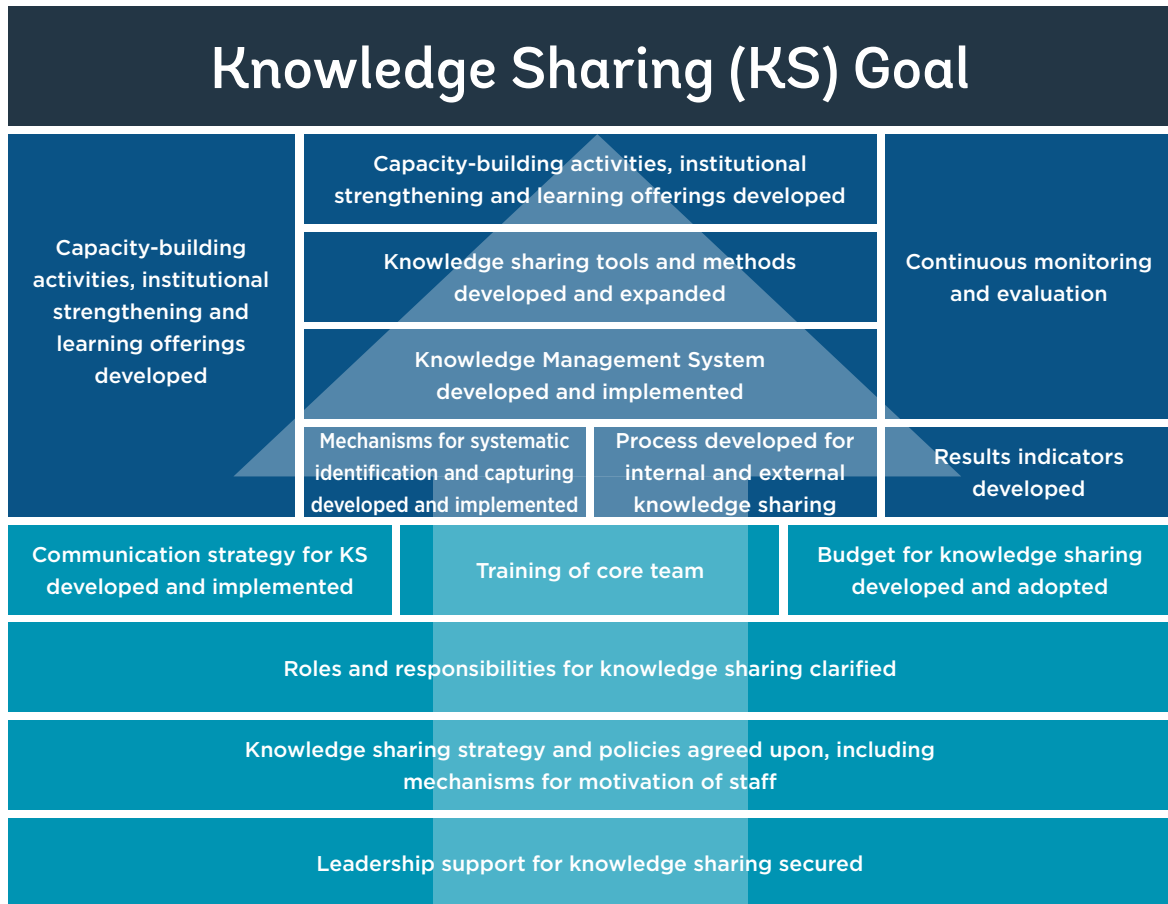 Knowledge Sharing (KS) Goal
Capacity-building
activities, institutional
strengthening and
learning offerings
developed
Capacity-building activities, institutional
strengthening and learning offerings developed
Knowledge sharing tools and methods
developed and expanded
Knowledge Management System
developed and implemented
Mechanisms for systematic
identification and capturing
developed and implemented
Process developed for
internal and external
knowledge sharing
Continuous monitoring
and evaluation
Results indicators
developed
Communication strategy for KS
developed and implemented
Training of core team
Budget for knowledge sharing
developed and adopted
Roles and responsibilities for knowledge sharing clarified
Knowledge sharing strategy and policies agreed upon, including
mechanisms for motivation of staff
Leadership support for knowledge sharing secured